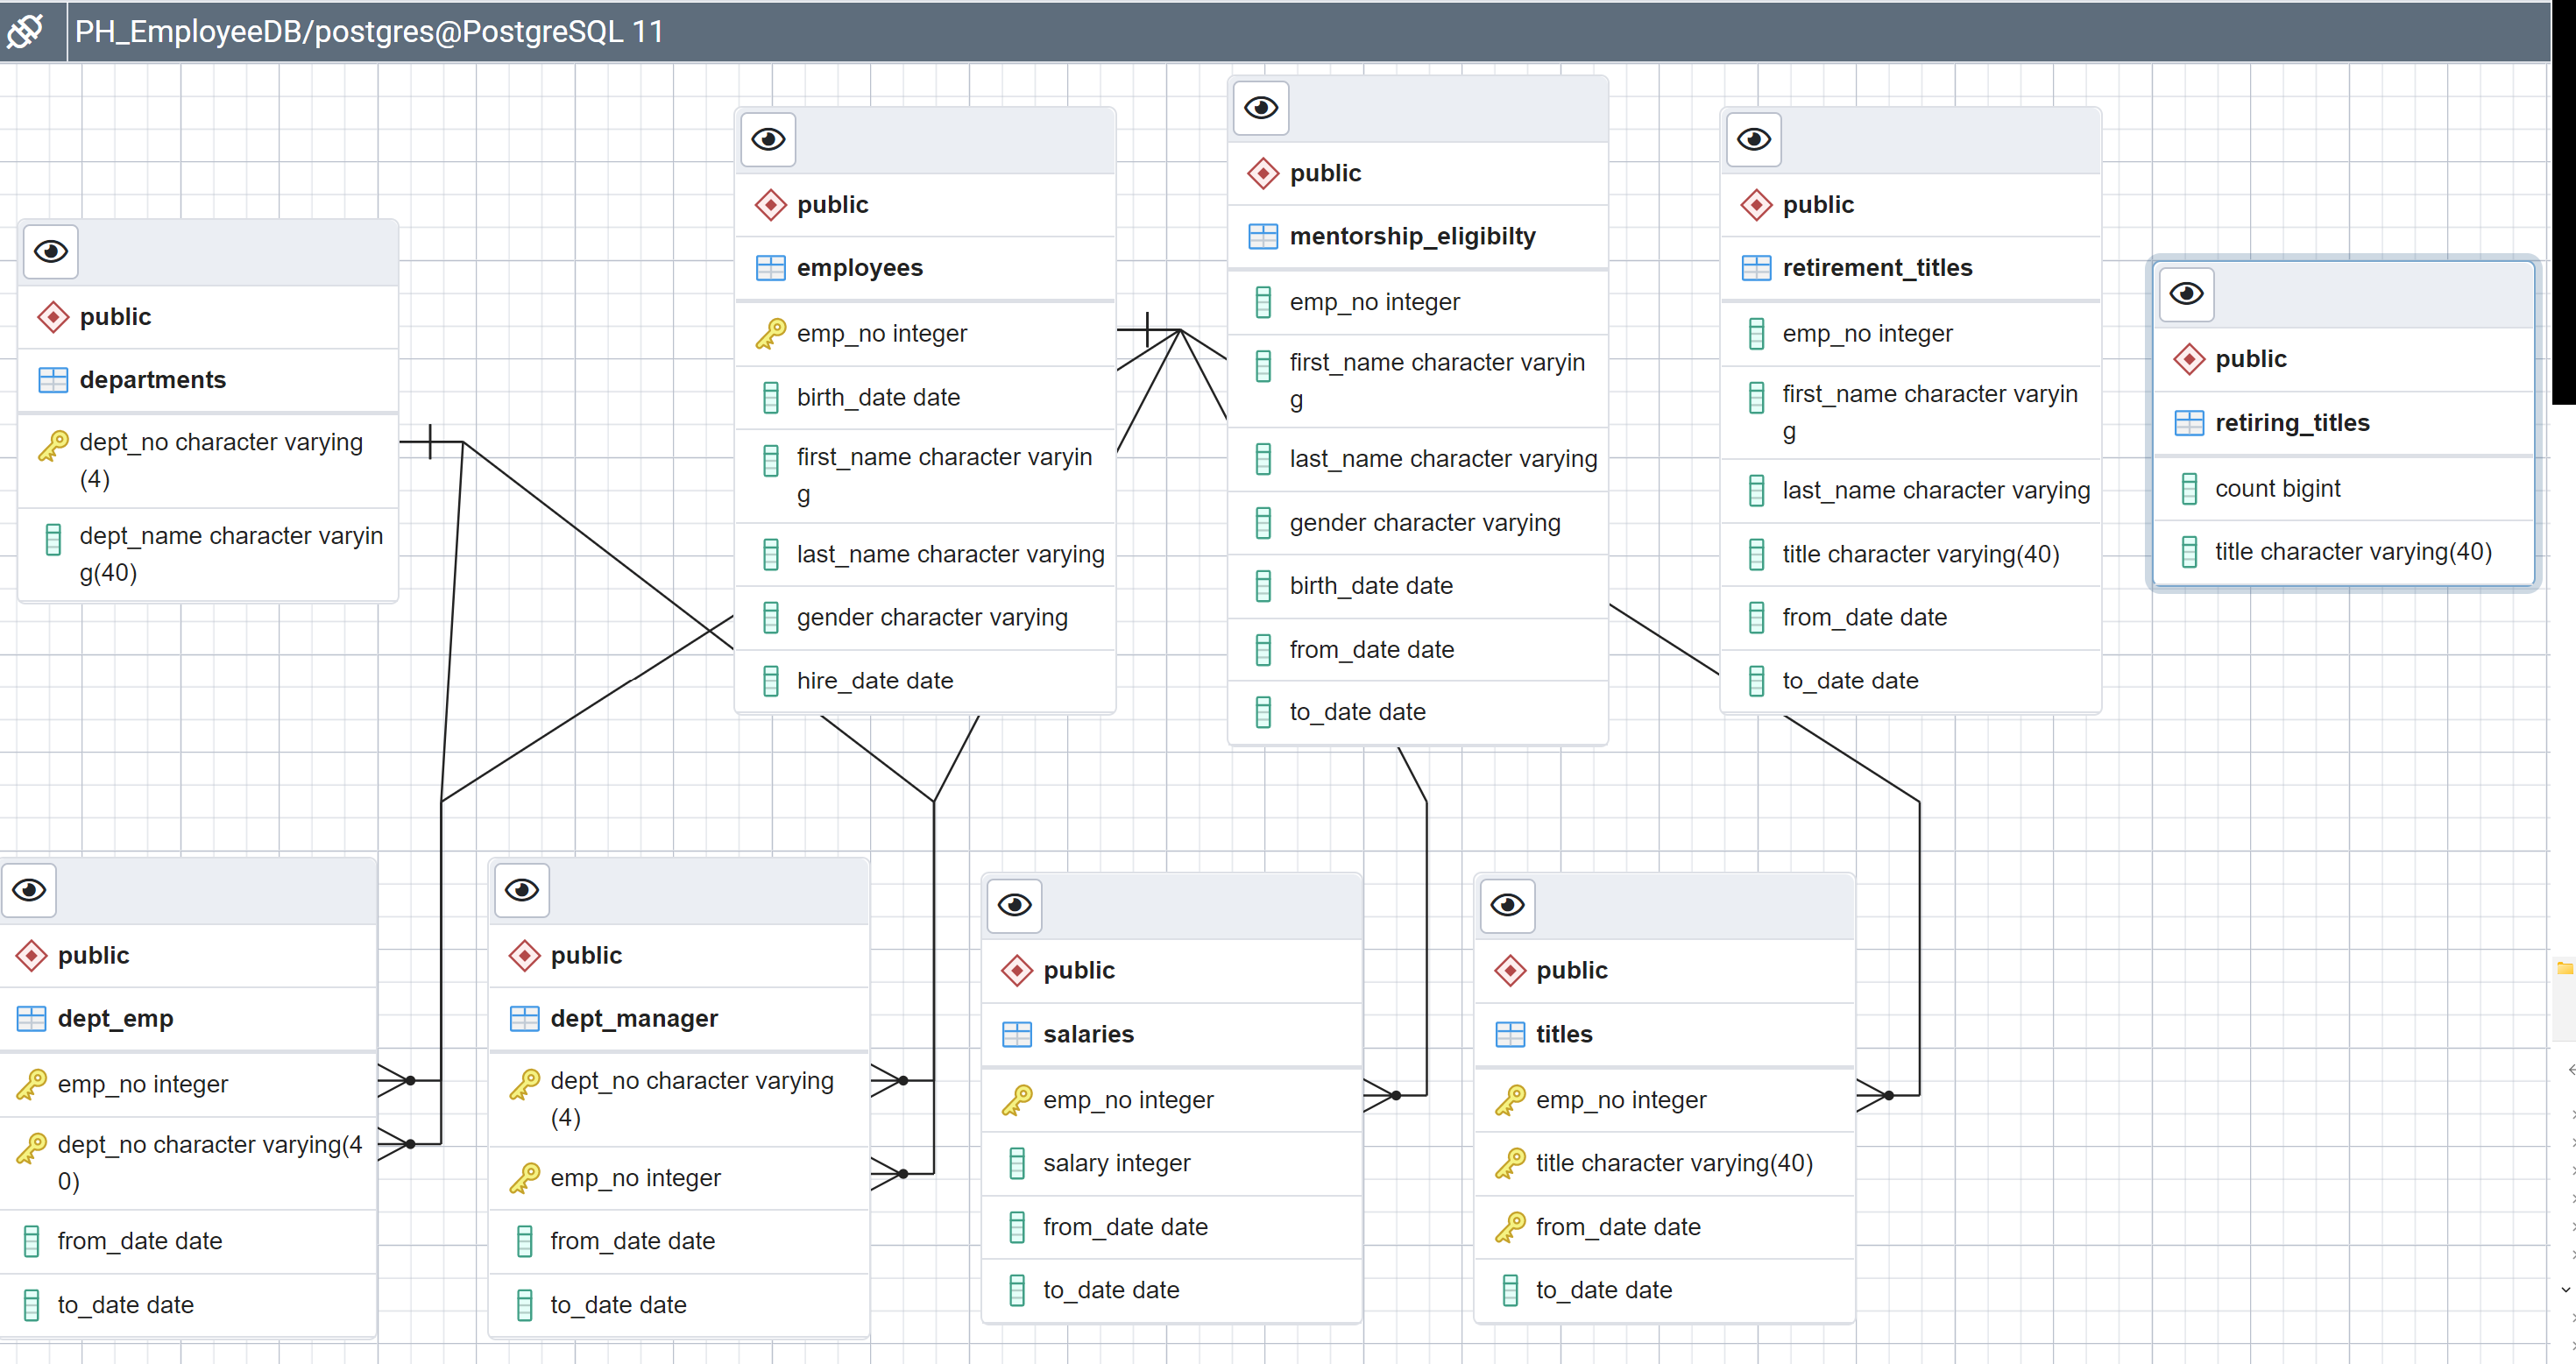 PH_EmployeeDB/postgres@PostgreSQL 11
public
departments
dept_no character varying
(4)
dept_name character varyin
g(40)
public
employees
emp_no integer
birth_date date
first_name character varyin
g
last_name character varying
gender character varying
hire_date date
public
mentorship_eligibilty
emp_no integer
first_name character varyin
g
last_name character varying
gender character varying
birth_date date
from_date date
to_date date
public
retirement_titles
emp_no integer
first_name character varyin
g
last_name character varying
title character varying(40)
from_date date
to_date date
public
retiring_titles
count bigint
title character varying(40)
public
dept_emp
emp_no integer
dept_no character varying(4
0)
from_date date
to_date date
public
dept_manager
dept_no character varying
(4)
emp_no integer
from_date date
to_date date
public
salaries
emp_no integer
salary integer
from_date date
to_date date
public
titles
emp_no integer
title character varying(40)
from_date date
to_date date